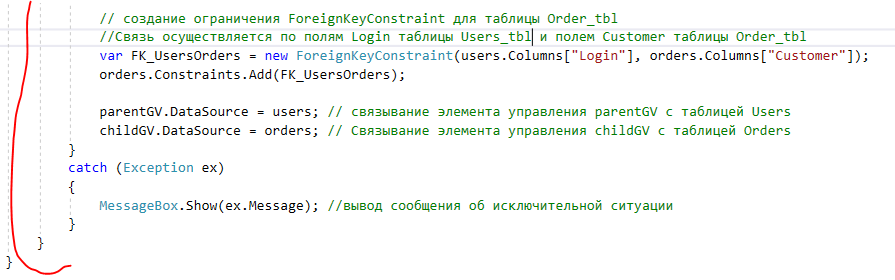 // создание ограничения ForeignKeyConstraint для таблицы Order_tbl
//Связь осуществляется по полям Login таблицы Users_tbl и полем Customer таблицы Order_tbl
var FK_UsersOrders = new ForeignKeyConstraint(users.Columns["Login"], orders.Columns["Customer"]);
orders.Constraints.Add(FK_UsersOrders);
parentGV.DataSource = users; // связывание элемента управления parentGV с таблицей Users
childGV.DataSource = orders; // Связывание элемента управления childGV с таблицей Orders
}
catch (Exception ex)
{
MessageBox.Show(ex.Message); //вывод сообщения об исключительной ситуации
}
}
}